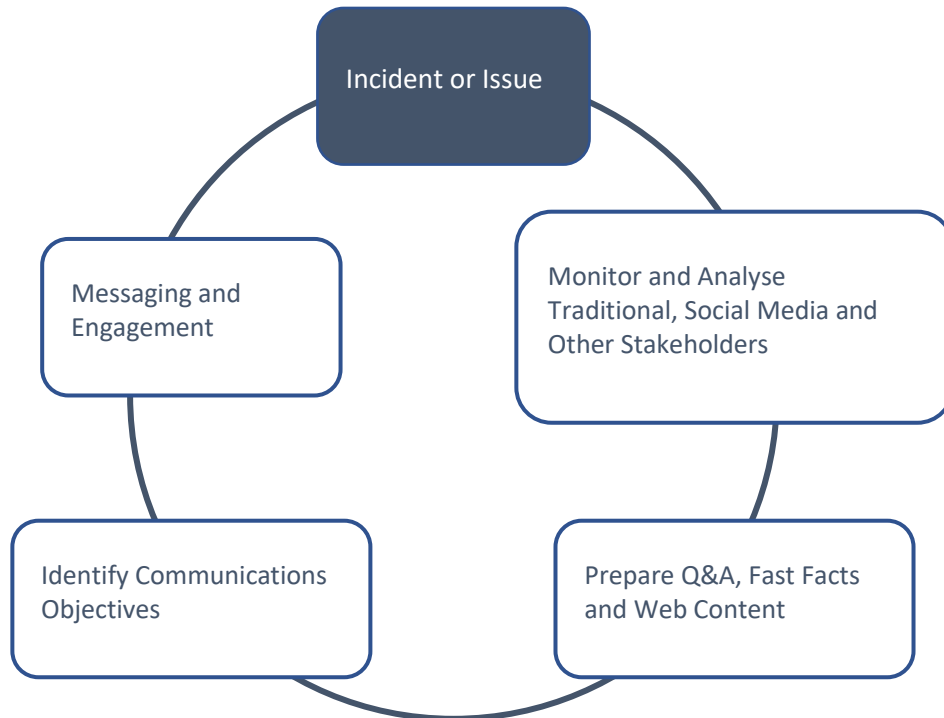 Incident or Issue
Monitor and Analyse
Traditional, Social Media and
Other Stakeholders
Prepare Q&A, Fast Facts
and Web Content
Identify Communications
Objectives
Messaging and
Engagement